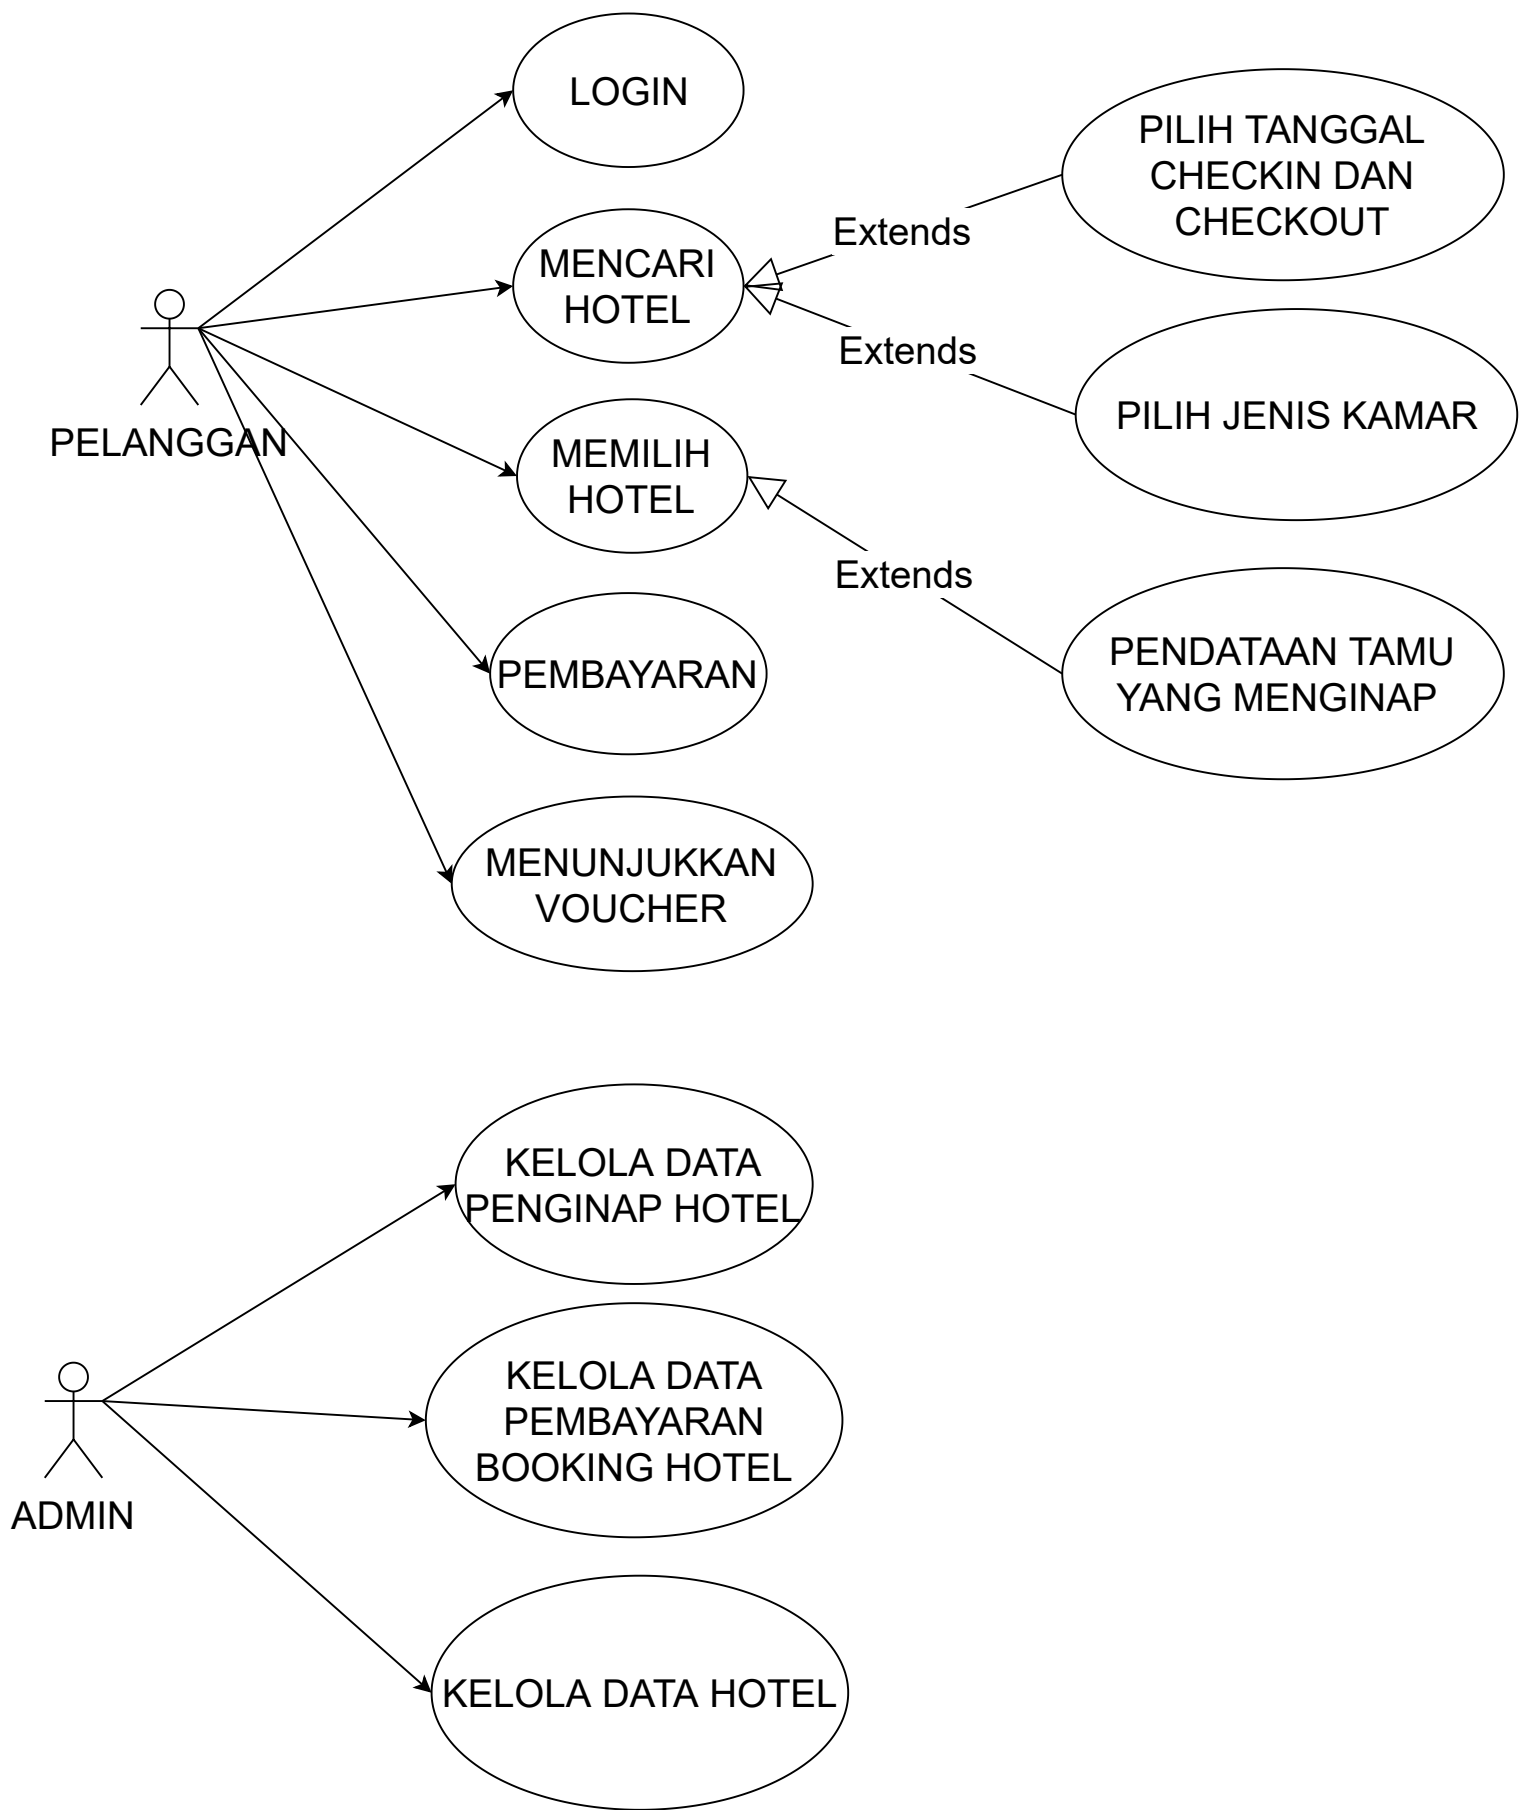 LOGIN
PILIH TANGGAL
CHECKIN DAN
CHECKOUT
Extends
MENCARI
HOTEL
Extends
PILIH JENIS KAMAR
PELANGGAN
MEMILIH
HOTEL
Extends
PENDATAAN TAMU
YANG MENGINAP
PEMBAYARAN
MENUNJUKKAN
VOUCHER
KELOLA DATA
PENGINAP HOTEL
KELOLA DATA
PEMBAYARAN
BOOKING HOTEL
ADMIN
KELOLA DATA HOTEL